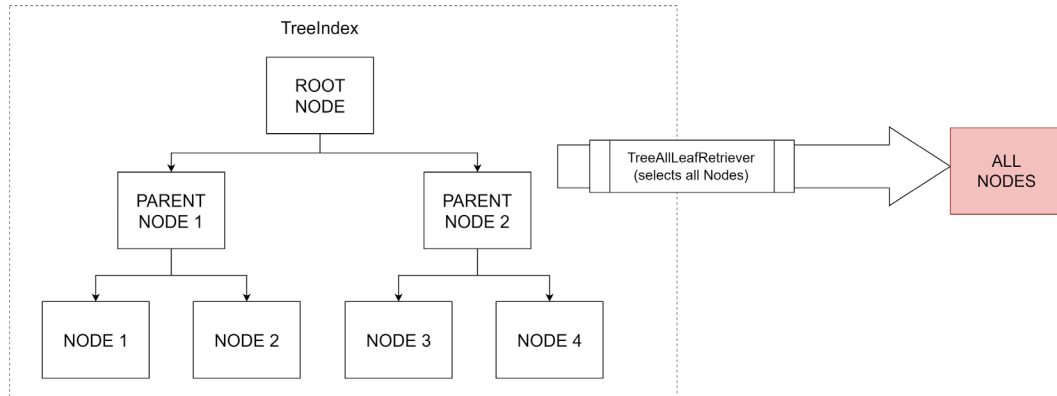 TreeIndex
ROOT
NODE
TreeAllLeafRetriever
(selects all Nodes)
ALL
NODES
PARENT
NODE 1
PARENT
NODE 2
NODE 1
NODE 2
NODE 3
NODE 4